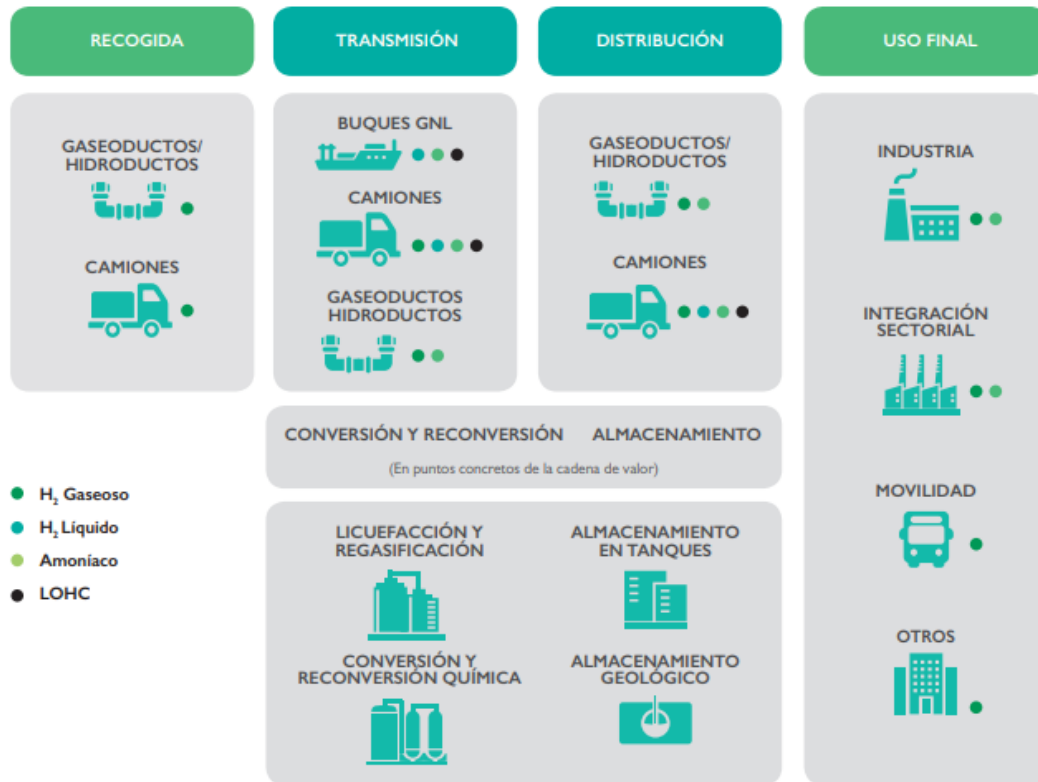 RECOGIDA
TRANSMISIÓN
DISTRIBUCIÓN
USO FINAL
GASEODUCTOS/
HIDRODUCTOS
CAMIONES
BUQUES GNL
CAMIONES
GASEODUCTOS
HIDRODUCTOS
GASEODUCTOS/
HIDRODUCTOS
CAMIONES
INDUSTRIA
INTEGRACIÓN
SECTORIAL
MOVILIDAD
OTROS
CONVERSIÓN Y RECONVERSIÓN ALMACENAMIENTO
(En puntos concretos de la cadena de valor)
LICUEFACCIÓN Y
REGASIFICACIÓN
ALMACENAMIENTO
EN TANQUES
CONVERSIÓN Y
RECONVERSIÓN QUÍMICA
ALMACENAMIENTO
GEOLÓGICO
H₂ Gaseoso
H₂ Líquido
Amoníaco
LOHC